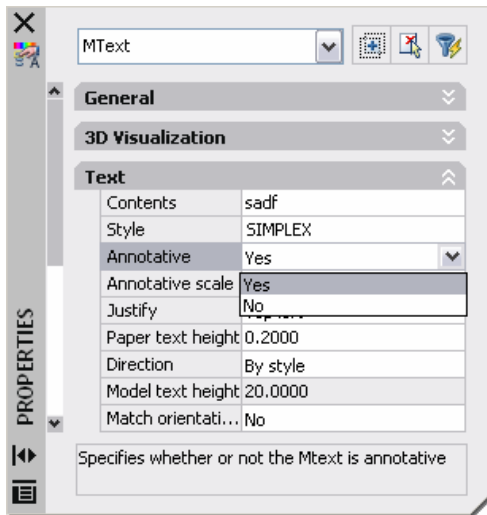 MText
General
3D Visualization
Text
Contents sadf
Style SIMPLEX
Annotative Yes
Annotative scale Yes
No
Justify
Paper text height 0.2000
Direction By style
Model text height 20.0000
Match orientati... No
Specifies whether or not the Mtext is annotative
PROPERTIES